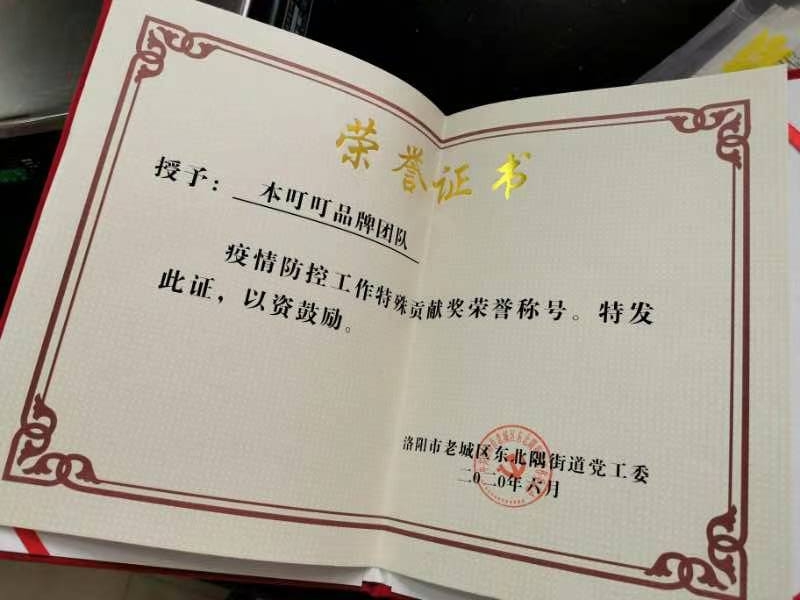 荣誉证书
授予：本叮叮品牌团队
疫情防控工作特殊贡献奖荣誉称号。特发
此证，以资鼓励。
洛阳市老城区东北隅街道党工委
二〇二〇年六月